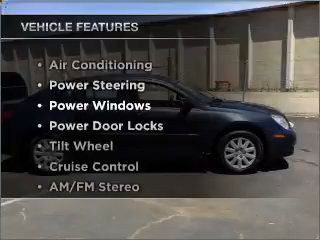 VEHICLE FEATURES
• Air Conditioning
• Power Steering
• Power Windows
• Power Door Locks
• Tilt Wheel
• Cruise Control
• AM/FM Stereo